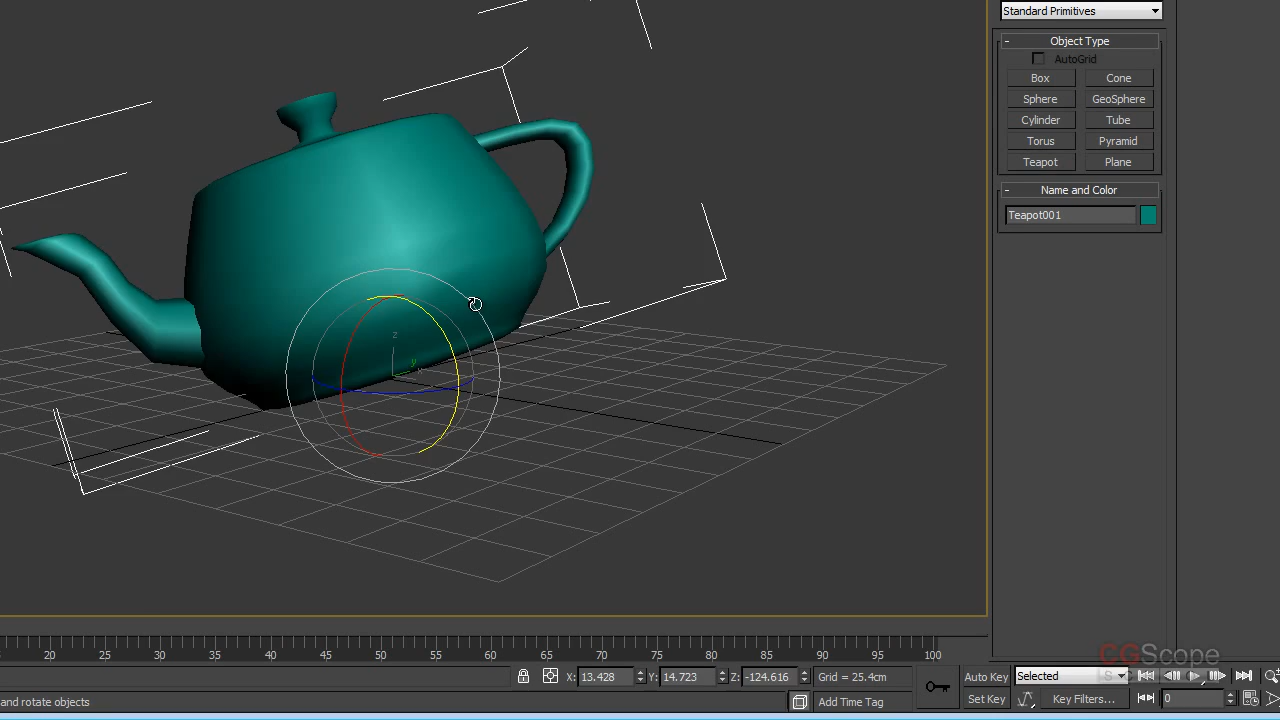 Standard Primitives
- Object Type
AutoGrid
Box Cone
Sphere GeoSphere
Cylinder Tube
Torus Pyramid
Teapot Plane
- Name and Color
Teapot001
z
y
x
20 25 30 35 40 45 50 55 60 65 70 75 80 85 90 95 100
CGScope
X: 13.428 Y: 14.723 Z: -124.616 Grid = 25.4cm Auto Key Selected
and rotate objects Add Time Tag Set Key Key Filters... 0